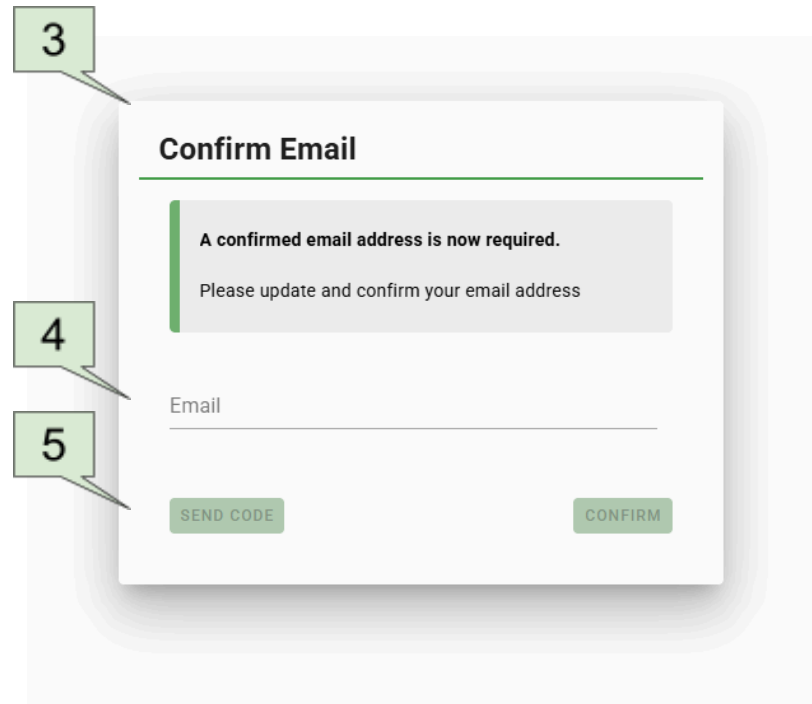 3
Confirm Email
A confirmed email address is now required.
Please update and confirm your email address
4
Email
5
SEND CODE
CONFIRM